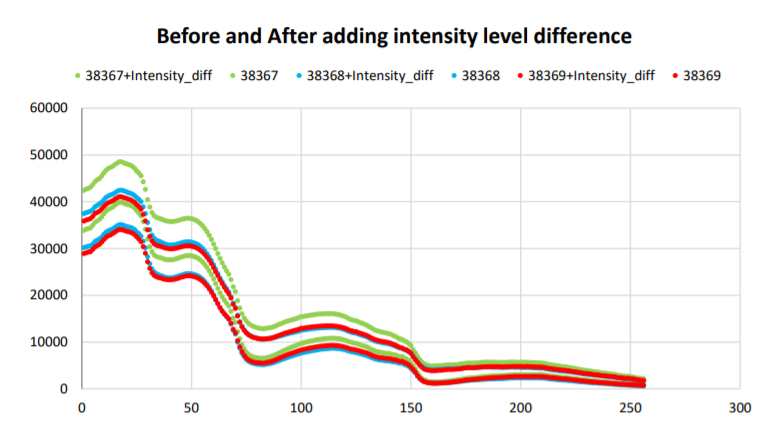 Before and After adding intensity level difference
38367+Intensity_diff 38367 38368+Intensity_diff 38368 38369+Intensity_diff 38369
60000
50000
40000
30000
20000
10000
0
0 50 100 150 200 250 300